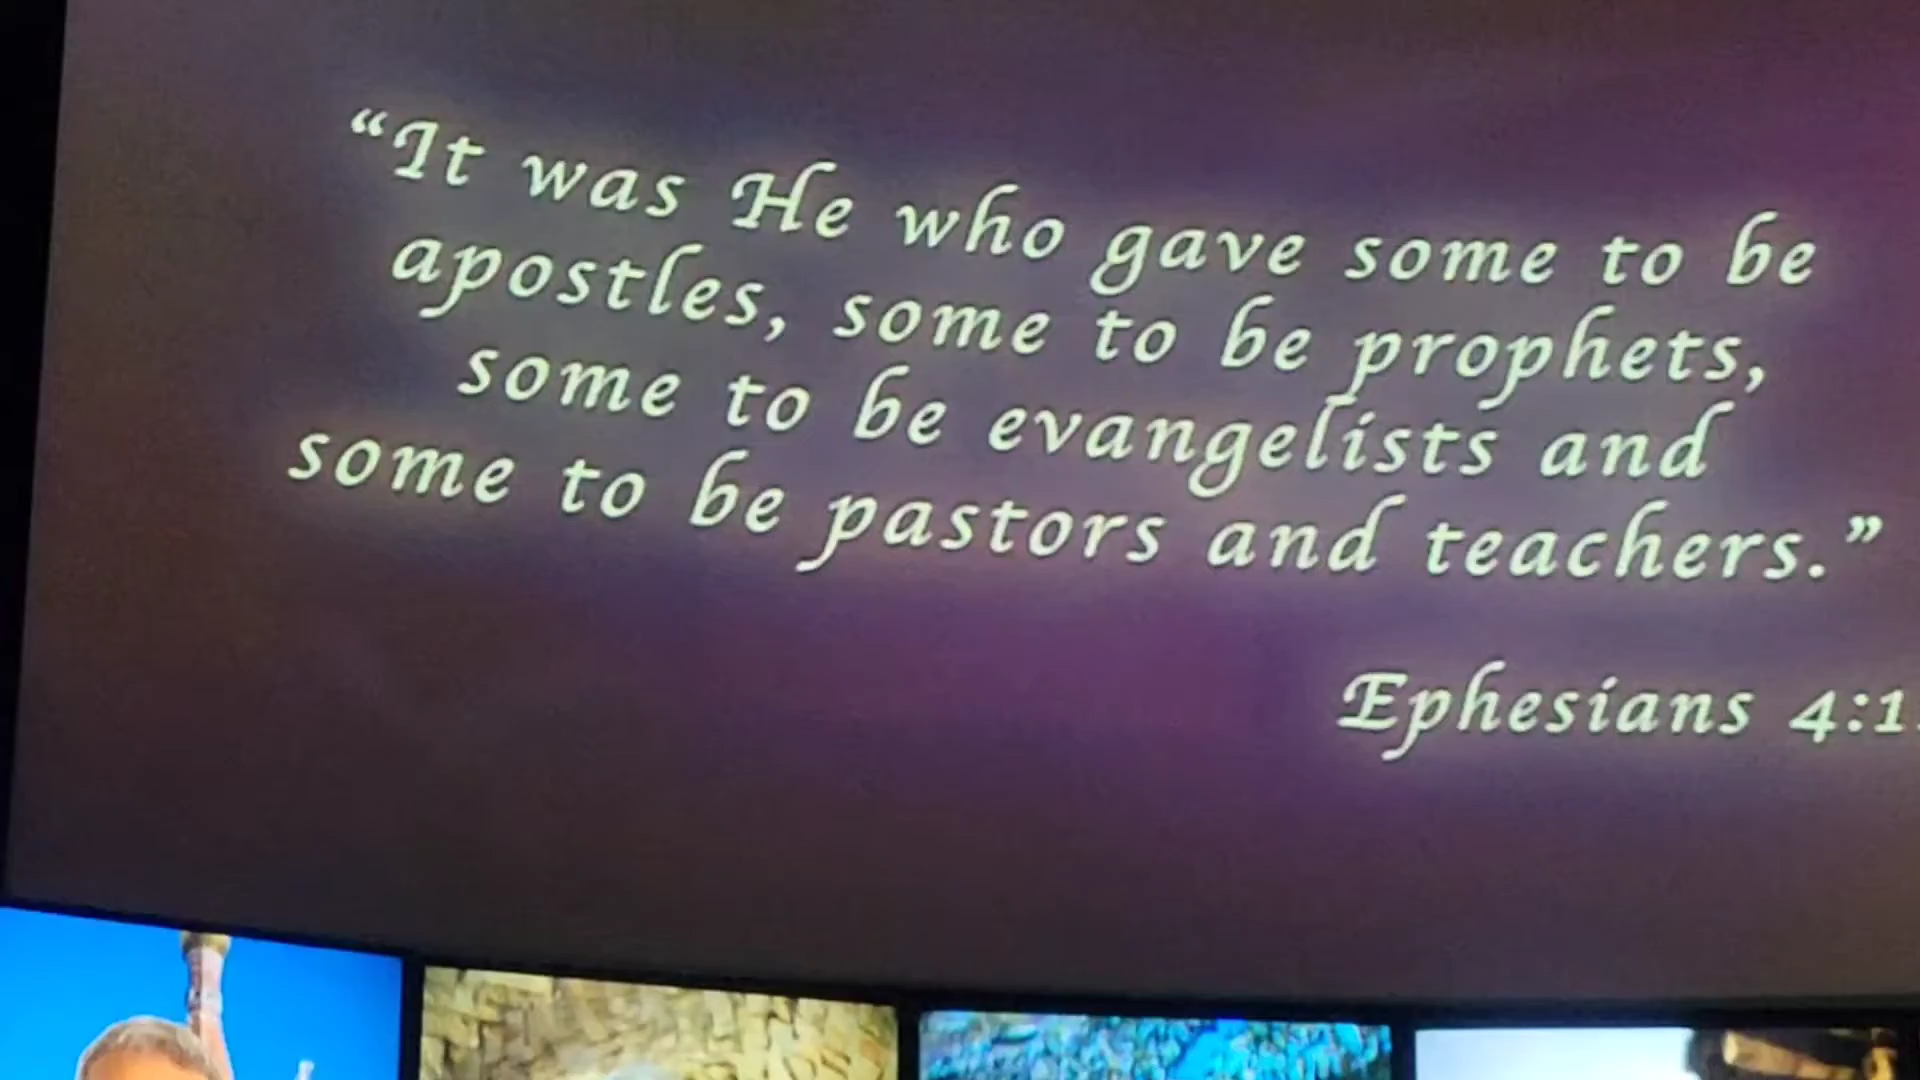 “It was He who gave some to be
apostles, some to be prophets,
some to be evangelists and
some to be pastors and teachers.”
Ephesians 4:1